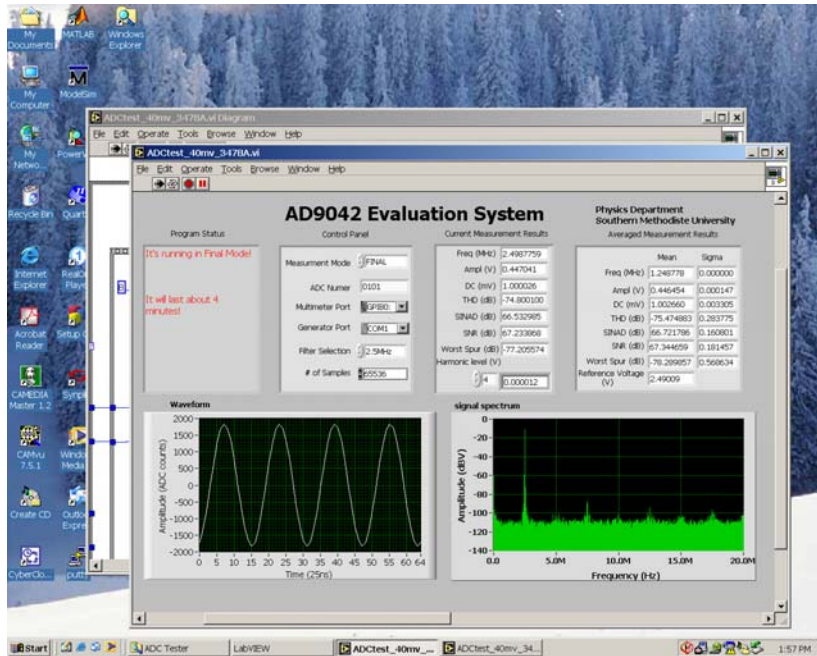 My Documents
MATLAB
Windows Explorer
My Computer
ModelSim
My Netwo...
Recycle Bin
Internet Explorer
Acrobat Reader
CAMEDIA Master 1.2
CAMvu 7.5.1
Create CD
CyberClo...
ADCtest_40mv_347BA.vi Diagram
File Edit Operate Tools Browse Window Help
ADCtest_40mv_347BA.vi
File Edit Operate Tools Browse Window Help
AD9042 Evaluation System
Physics Department
Southern Methodiste University
Program Status
It's running in Final Mode!
It will last about 4 minutes!
Control Panel
Measurment Mode FINAL
ADC Numer 0101
Multimeter Port GPIB0:
Generator Port COM1
Filter Selection 2.5MHz
# of Samples 65536
Current Measurment Results
Freq (MHz) 2.4987759
Ampl (V) 0.447041
DC (mV) 1.000026
THD (dB) -74.800100
SINAD (dB) 66.532985
SNR (dB) 67.233868
Worst Spur (dB) -77.205574
Harmonic level (V)
4 0.000012
Averaged Measurement Results
Mean Sigma
Freq (MHz) 1.248778 0.000000
Ampl (V) 0.446454 0.000147
DC (mV) 1.002660 0.003305
THD (dB) -75.474883 0.283775
SINAD (dB) 66.721786 0.160801
SNR (dB) 67.344659 0.181457
Worst Spur (dB) -78.289857 0.568634
Reference Voltage (V) 2.49009
Waveform
Amplitude (ADC counts)
2000
1500
1000
500
0
-500
-1000
-1500
-2000
0 5 10 15 20 25 30 35 40 45 50 55 60 64
Time (25ns)
signal spectrum
Amplitude (dBV)
0
-20
-40
-60
-80
-100
-120
-140
0.0 5.0M 10.0M 15.0M 20.0M
Frequency (Hz)
Start
ADC Tester
LabVIEW
ADCtest_40mv_...
ADCtest_40mv_34...
1:57 PM